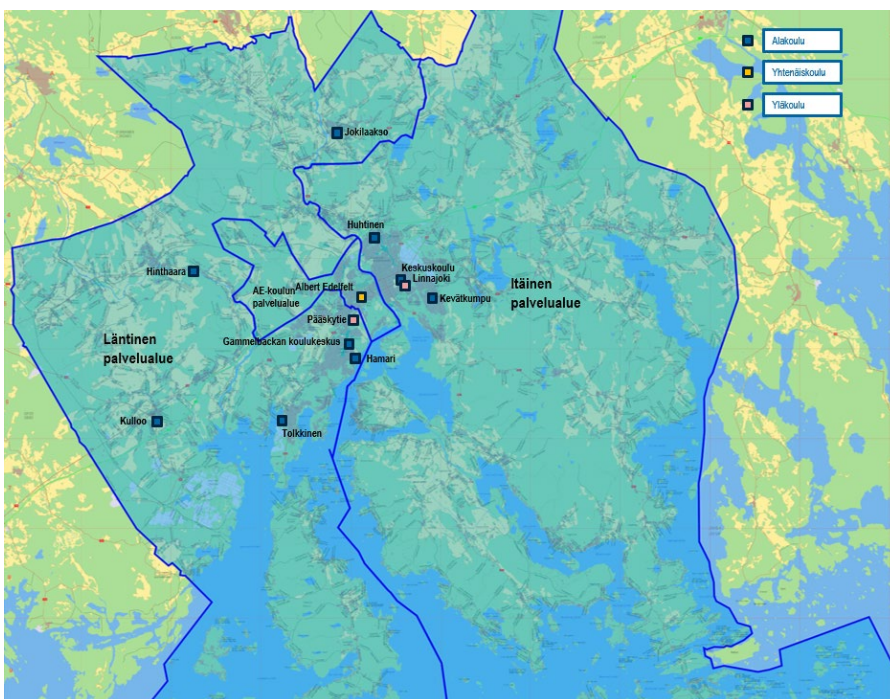 Alakoulu
Yhtenäiskoulu
Yläkoulu
Jokilaakso
Huhtinen
Hinthaara
Keskuskoulu
Linnajoki
Kevätkumpu
Itäinen
palvelualue
AE-koulun
palvelualue
Albert Edelfelt
Pääskytie
Läntinen
palvelualue
Gammelbackan koulukeskus
Hamari
Kulloo
Tolkkinen